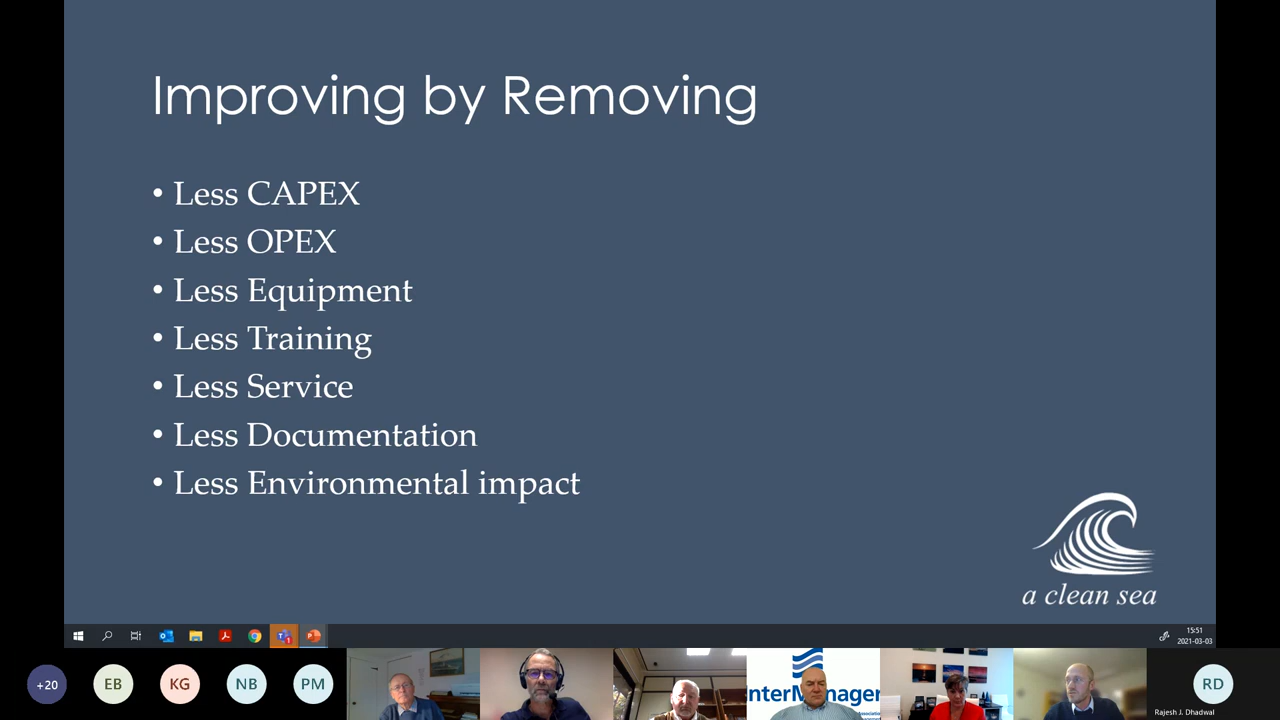 Improving by Removing
• Less CAPEX
• Less OPEX
• Less Equipment
• Less Training
• Less Service
• Less Documentation
• Less Environmental impact
a clean sea
15:51
2021-03-03
+20
EB
KG
NB
PM
nterManager
RD
Rajesh J. Dhadwal